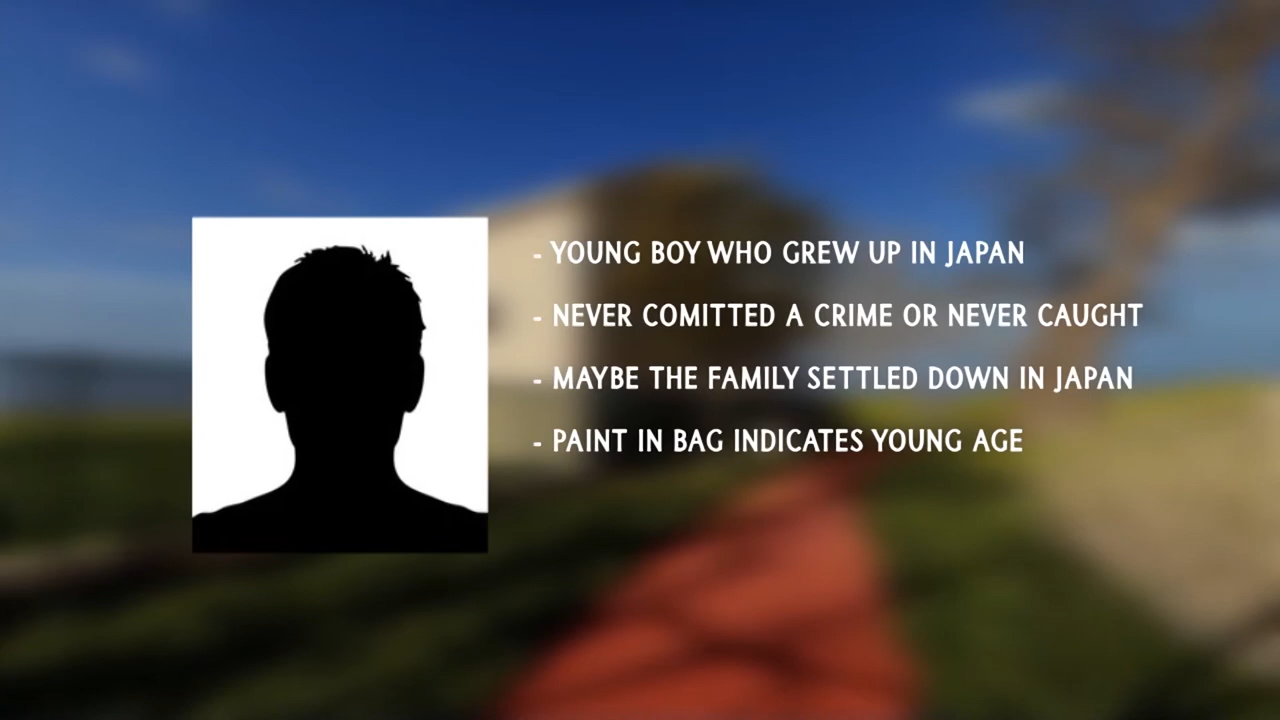 - YOUNG BOY WHO GREW UP IN JAPAN
- NEVER COMITTED A CRIME OR NEVER CAUGHT
- MAYBE THE FAMILY SETTLED DOWN IN JAPAN
- PAINT IN BAG INDICATES YOUNG AGE